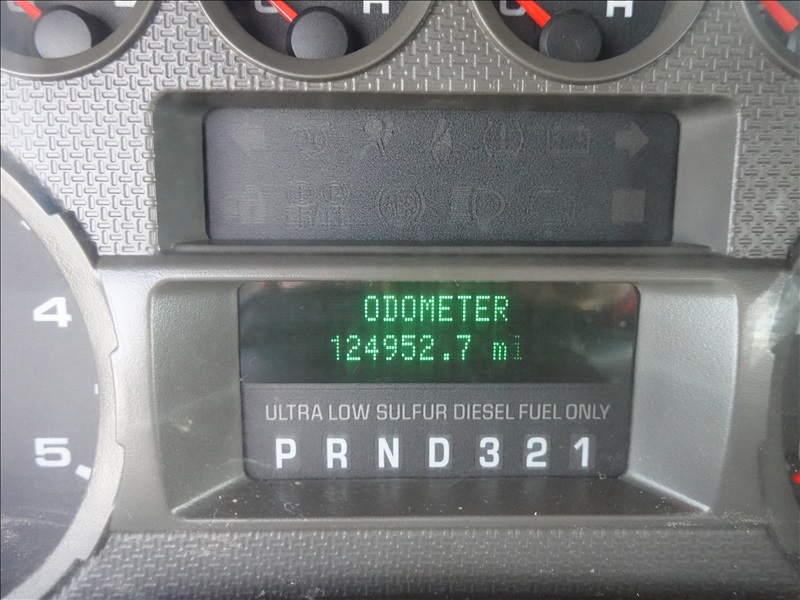 H
H
4
5
ODOMETER
124952.7 mi
ULTRA LOW SULFUR DIESEL FUEL ONLY
P R N D 3 2 1